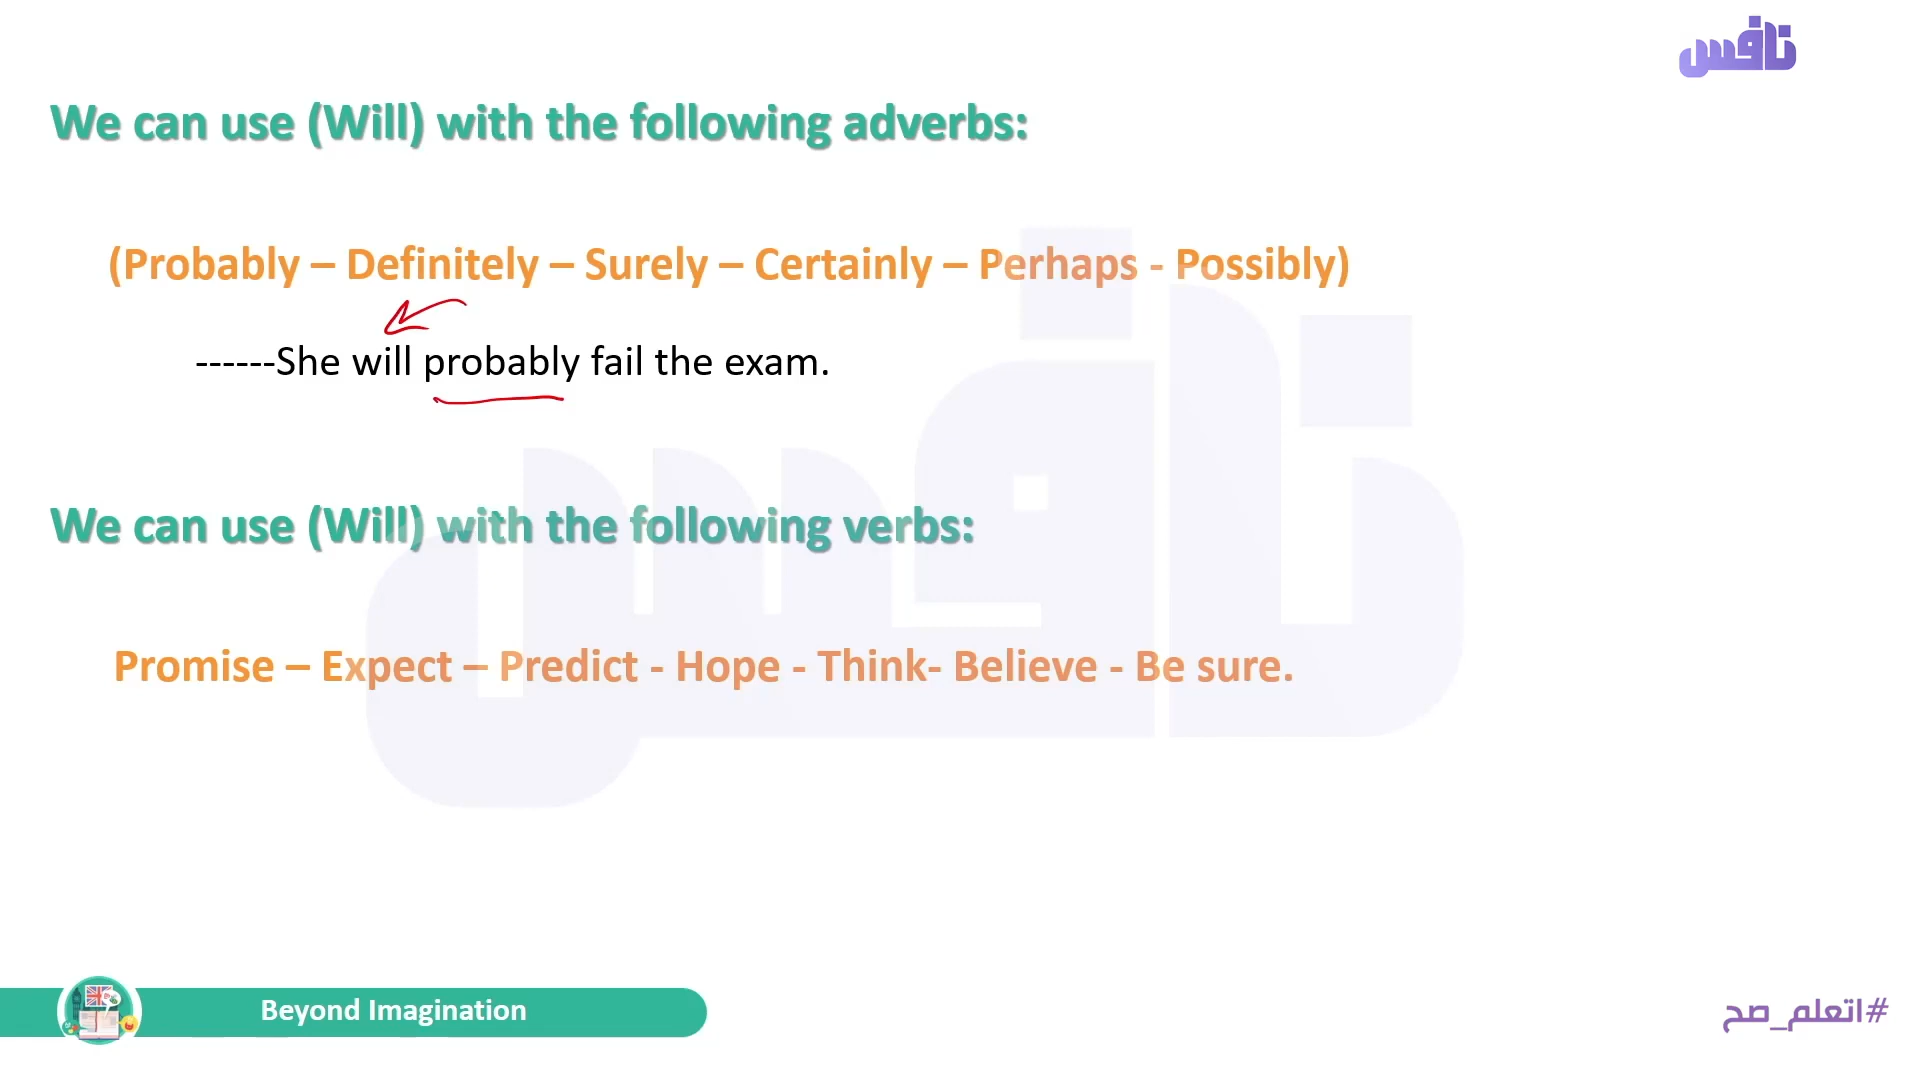 نافس
We can use (Will) with the following adverbs:
(Probably – Definitely – Surely – Certainly – Perhaps - Possibly)
------She will probably fail the exam.
We can use (Will) with the following verbs:
Promise – Expect – Predict - Hope - Think- Believe - Be sure.
نافس
Beyond Imagination
#اتعلم_صح